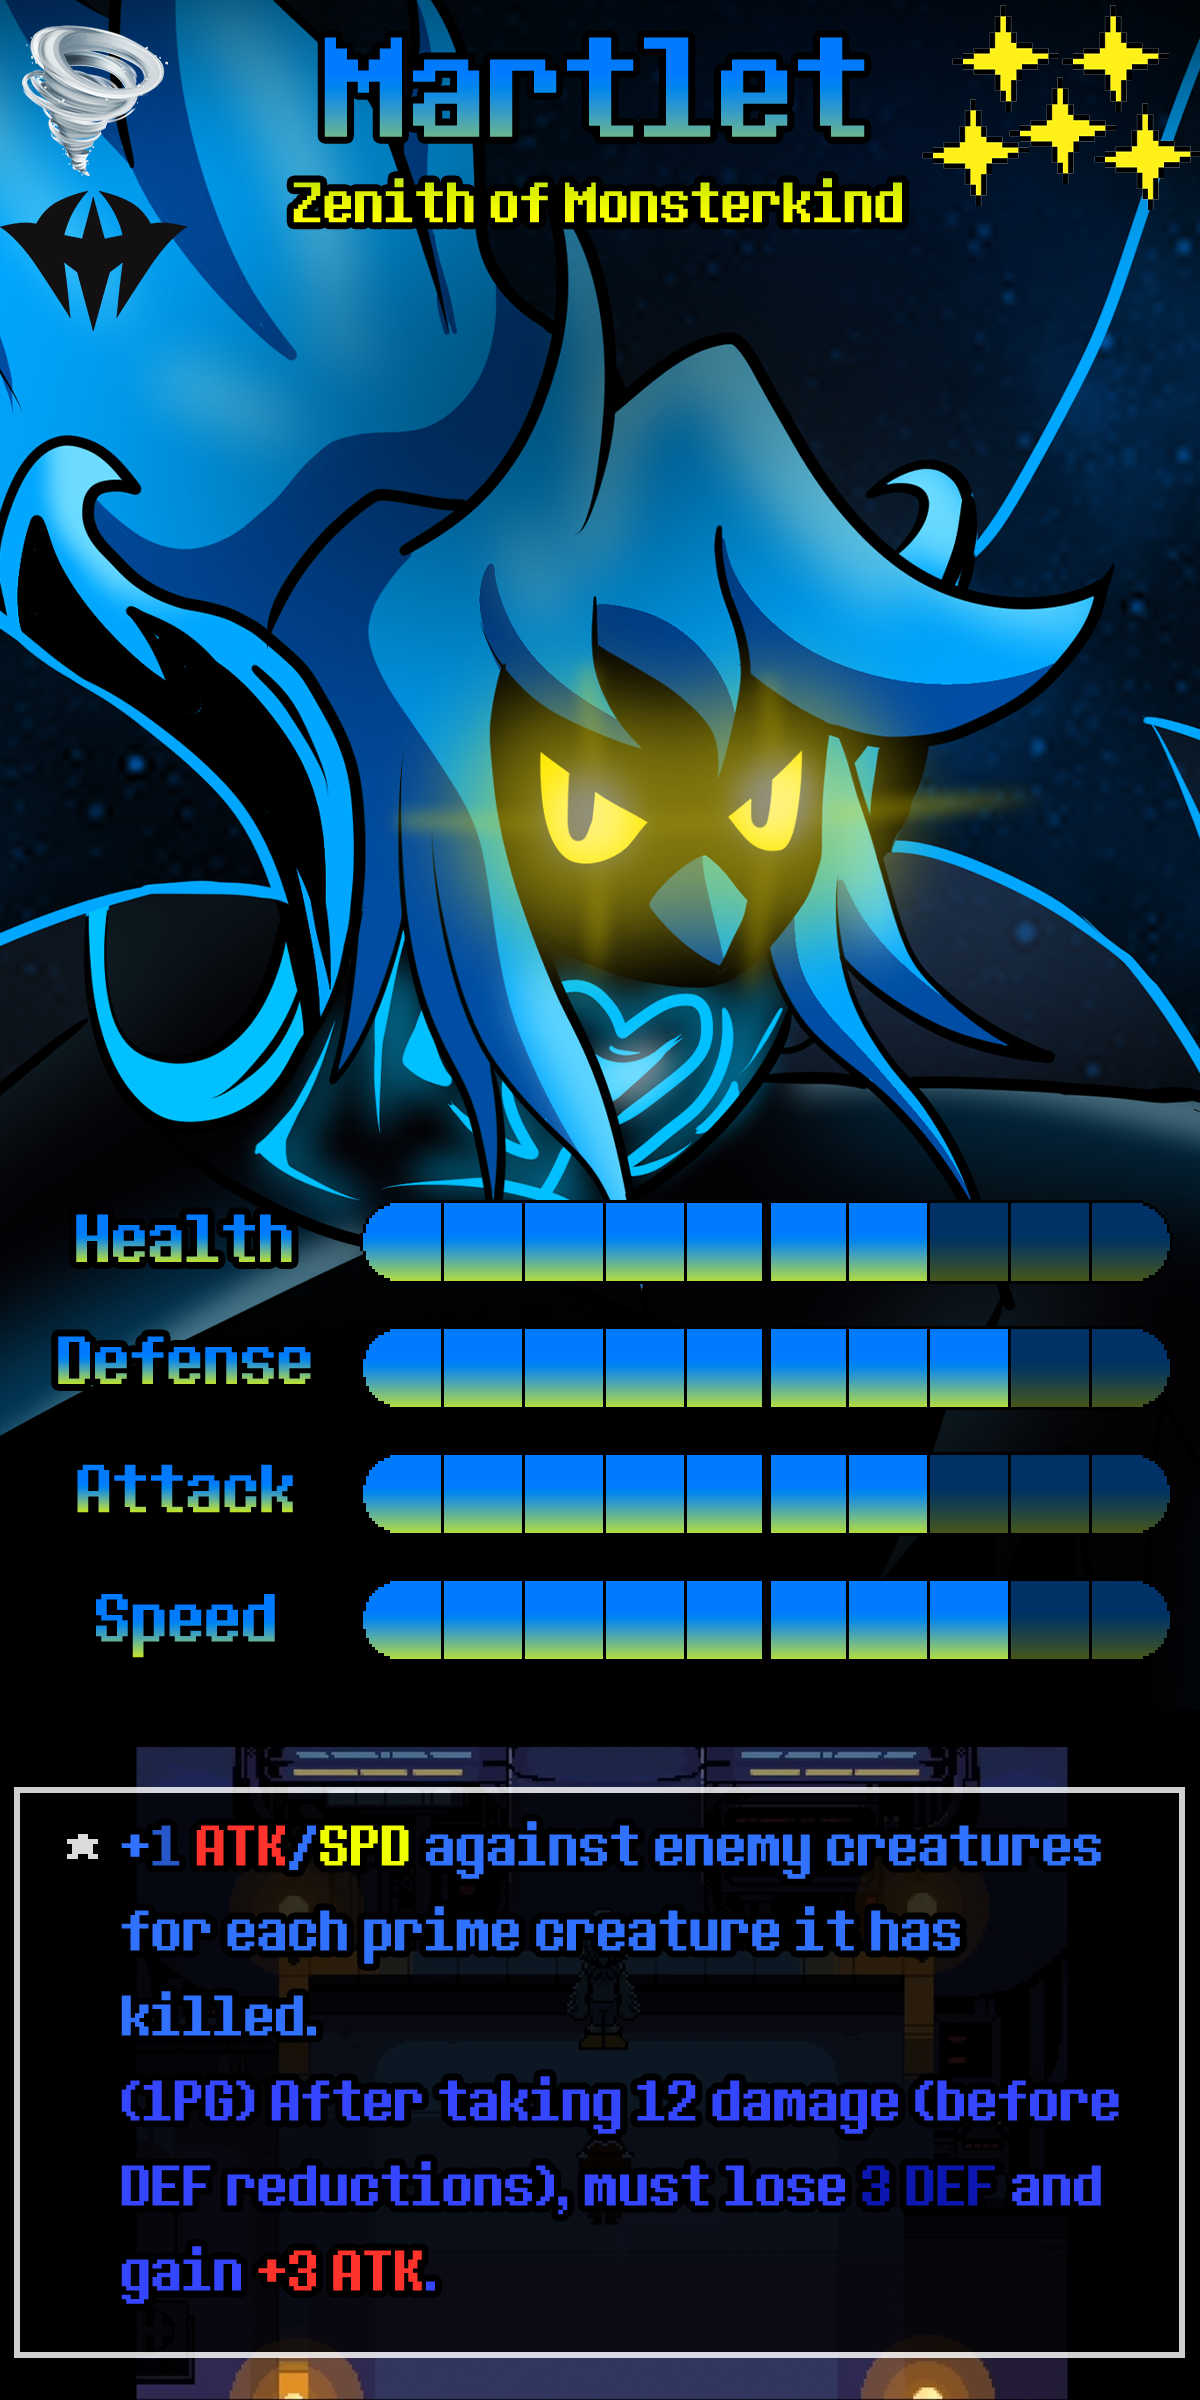 Martlet
Zenith of Monsterkind
Health
Defense
Attack
Speed
* +1 ATK/SPD against enemy creatures
for each prime creature it has
killed.
(1PG) After taking 12 damage (before
DEF reductions), must lose 3 DEF and
gain +3 ATK.